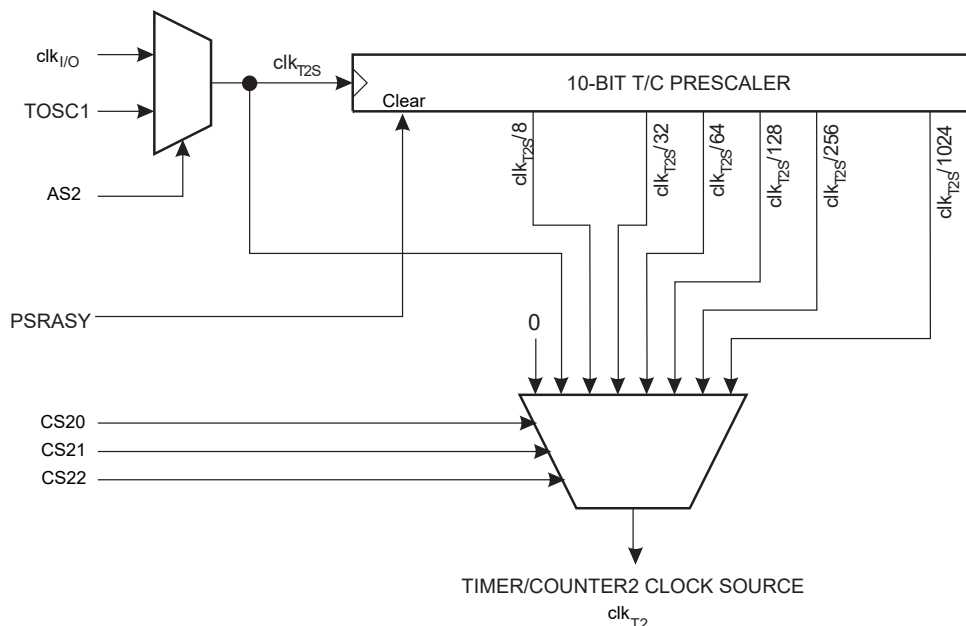 clkI/O
clkT2S
10-BIT T/C PRESCALER
TOSC1
Clear
clkT2S/8
clkT2S/32
clkT2S/64
clkT2S/128
clkT2S/256
clkT2S/1024
AS2
PSRASY
0
CS20
CS21
CS22
TIMER/COUNTER2 CLOCK SOURCE
clkT2